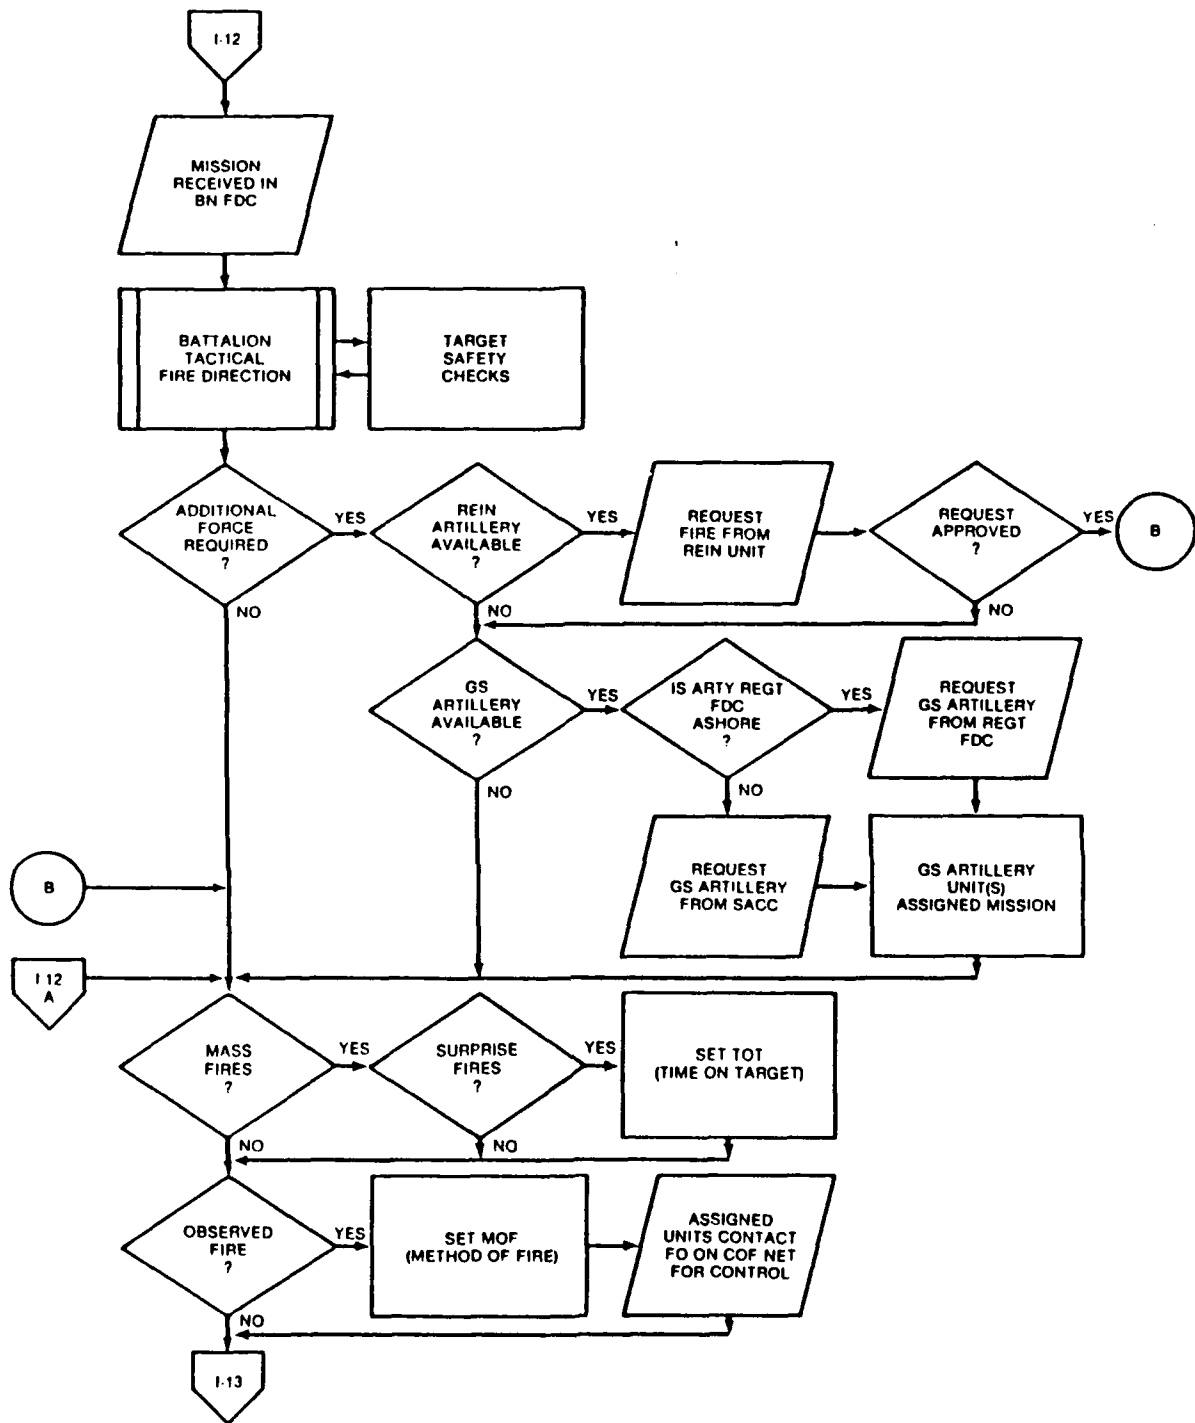 I-12
MISSION
RECEIVED IN
BN FDC
BATTALION
TACTICAL
FIRE DIRECTION
TARGET
SAFETY
CHECKS
ADDITIONAL
FORCE
REQUIRED
?
YES
REIN
ARTILLERY
AVAILABLE
?
YES
REQUEST
FIRE FROM
REIN UNIT
REQUEST
APPROVED
?
YES
B
NO
NO
NO
GS
ARTILLERY
AVAILABLE
?
YES
IS ARTY REGT
FDC
ASHORE
?
YES
REQUEST
GS ARTILLERY
FROM REGT
FDC
NO
NO
B
REQUEST
GS ARTILLERY
FROM SACC
GS ARTILLERY
UNIT(S)
ASSIGNED MISSION
I 12
A
MASS
FIRES
?
YES
SURPRISE
FIRES
?
YES
SET TOT
(TIME ON TARGET)
NO
NO
OBSERVED
FIRE
?
YES
SET MOF
(METHOD OF FIRE)
ASSIGNED
UNITS CONTACT
FO ON COF NET
FOR CONTROL
NO
I-13